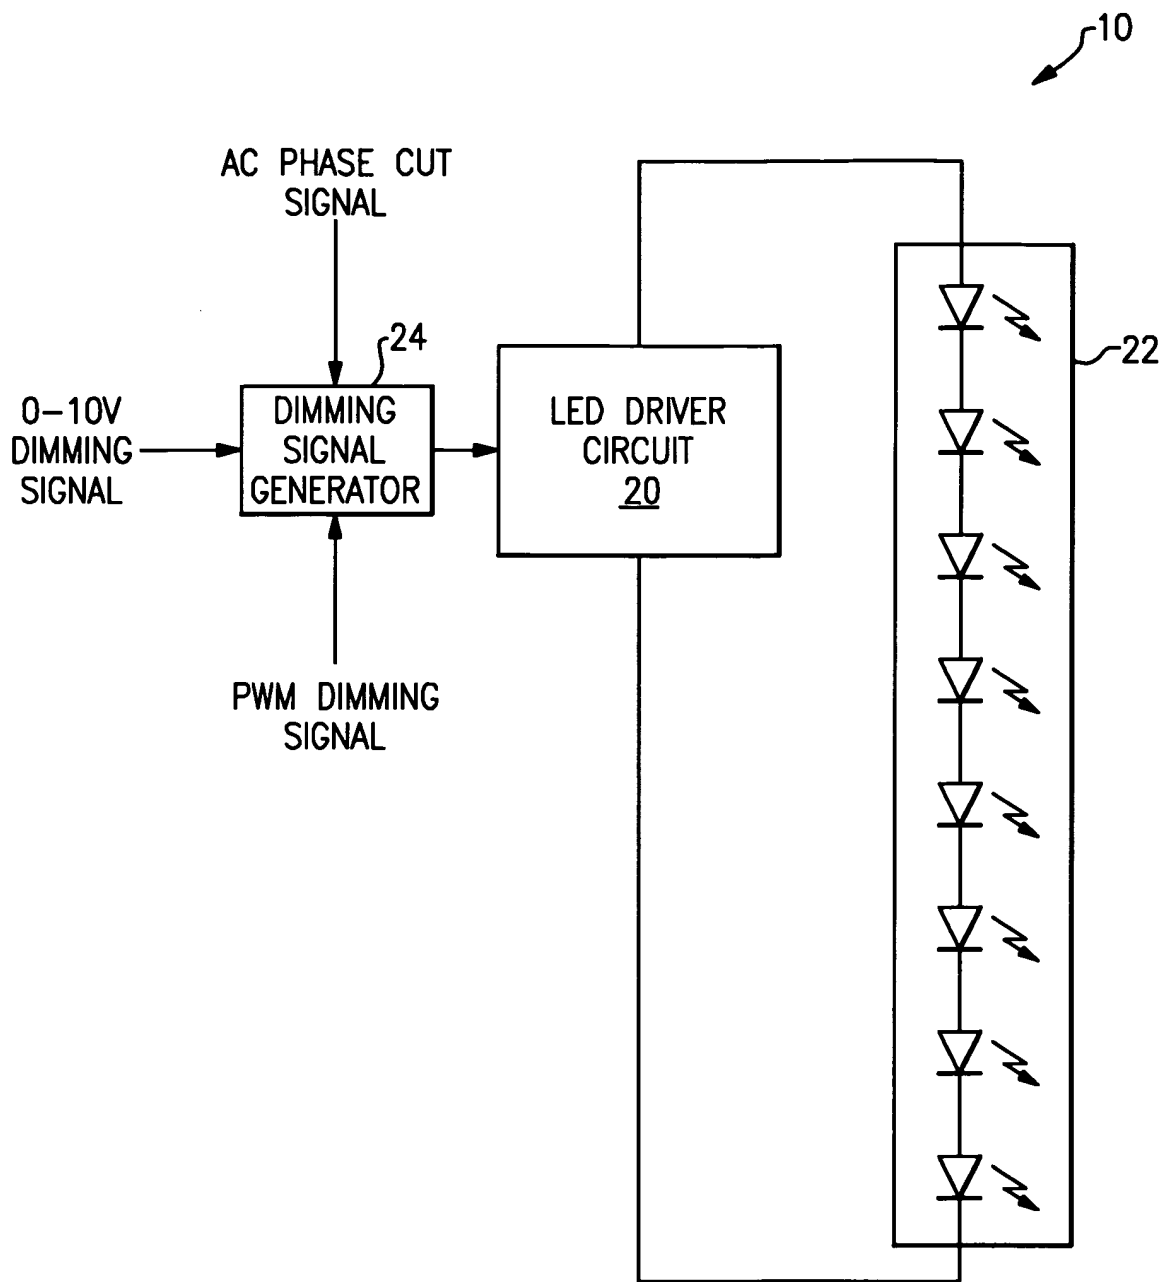 10
AC PHASE CUT
SIGNAL
24
22
0-10V
DIMMING
SIGNAL
DIMMING
SIGNAL
GENERATOR
LED DRIVER
CIRCUIT
20
PWM DIMMING
SIGNAL